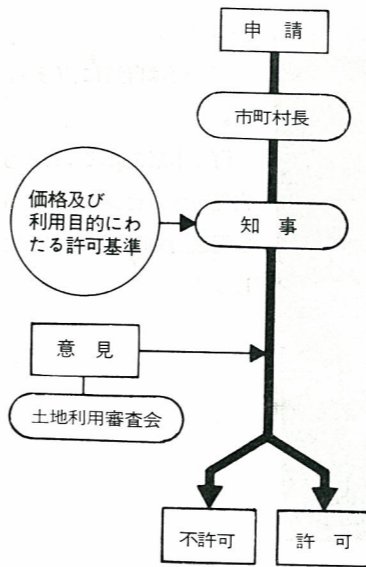 申請
市町村長
価格及び
利用目的にわ
たる許可基準
知事
意見
土地利用審査会
不許可
許可